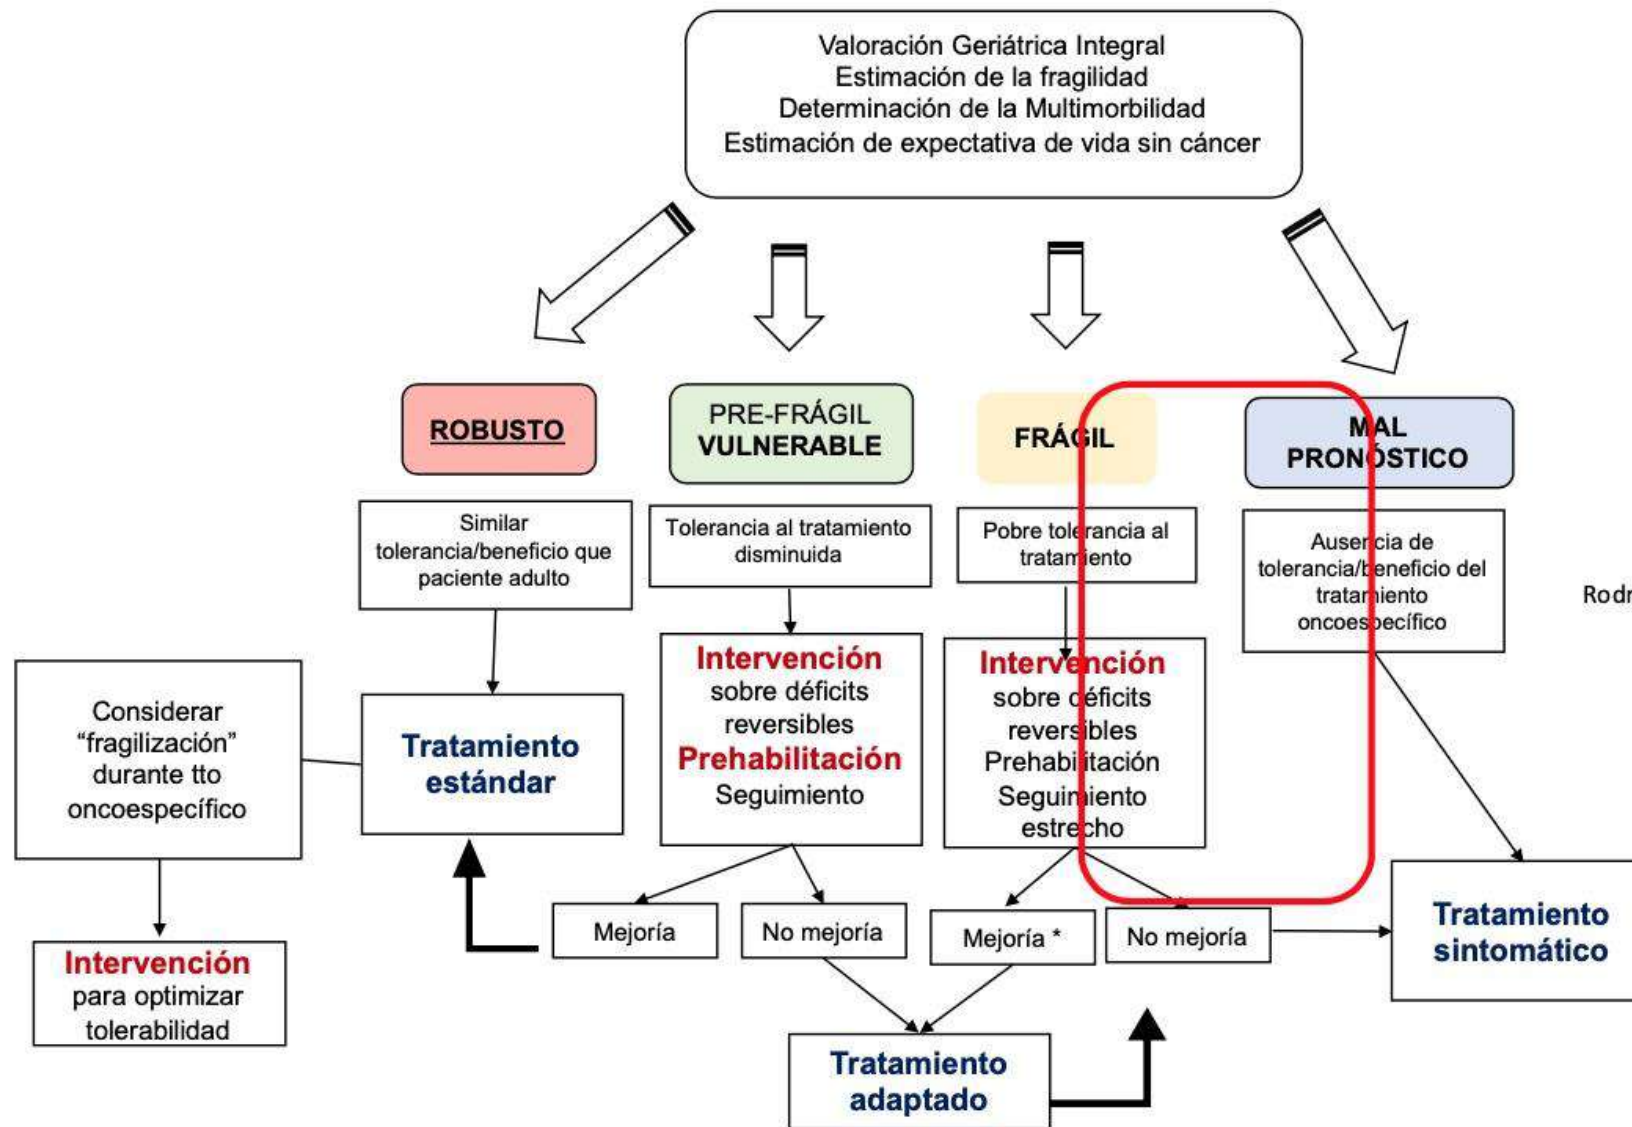 Valoración Geriátrica Integral
Estimación de la fragilidad
Determinación de la Multimorbilidad
Estimación de expectativa de vida sin cáncer
ROBUSTO
PRE-FRÁGIL
VULNERABLE
FRÁGIL
MAL
PRONÓSTICO
Similar
tolerancia/beneficio que
paciente adulto
Tolerancia al tratamiento
disminuida
Pobre tolerancia al
tratamiento
Ausencia de
tolerancia/beneficio del
tratamiento
oncoespecífico
Rodr
Considerar
“fragilización”
durante tto
oncoespecífico
Tratamiento
estándar
Intervención
sobre déficits
reversibles
Prehabilitación
Seguimiento
Intervención
sobre déficits
reversibles
Prehabilitación
Seguimiento
estrecho
Mejoría
No mejoría
Mejoría *
No mejoría
Tratamiento
sintomático
Intervención
para optimizar
tolerabilidad
Tratamiento
adaptado